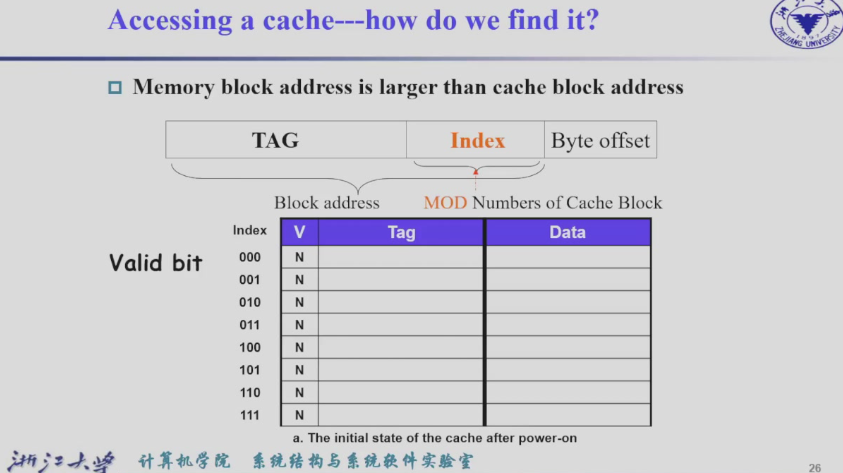 Accessing a cache---how do we find it?
Memory block address is larger than cache block address
TAG Index Byte offset
Block address MOD Numbers of Cache Block
Index V Tag Data
Valid bit
000 N
001 N
010 N
011 N
100 N
101 N
110 N
111 N
a. The initial state of the cache after power-on
浙江大学 计算机学院 系统结构与系统软件实验室
26